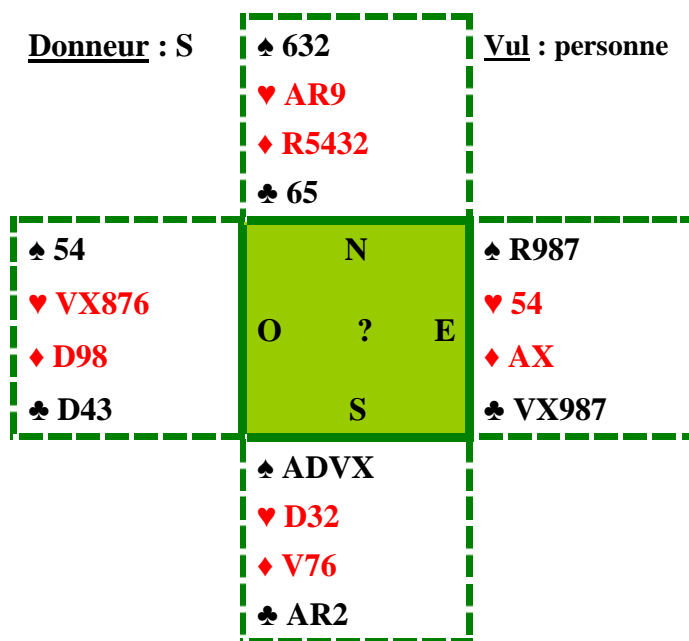 Donneur : S
♠ 632
Vul : personne
♥ AR9
♦ R5432
♣ 65
♠ 54
N
♠ R987
♥ VX876
♥ 54
O ? E
♦ D98
♦ AX
♣ D43
S
♣ VX987
♠ ADVX
♥ D32
♦ V76
♣ AR2